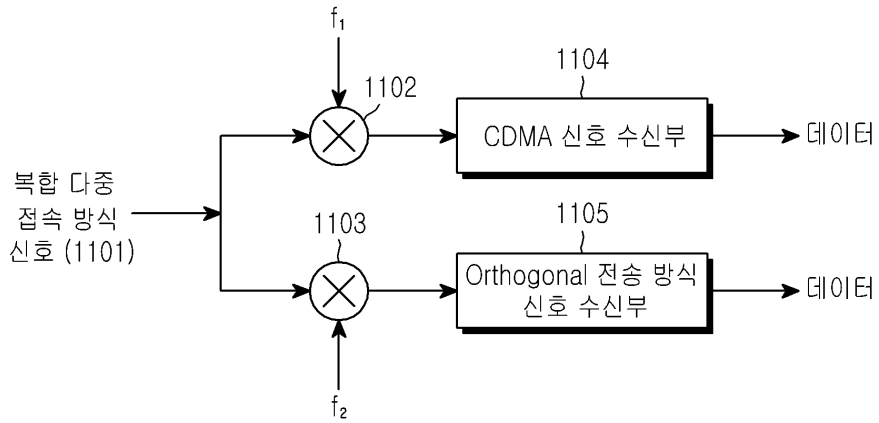 f₁
1102
1104
CDMA 신호 수신부
데이터
복합 다중
접속 방식
신호 (1101)
1103
1105
Orthogonal 전송 방식
신호 수신부
데이터
f₂